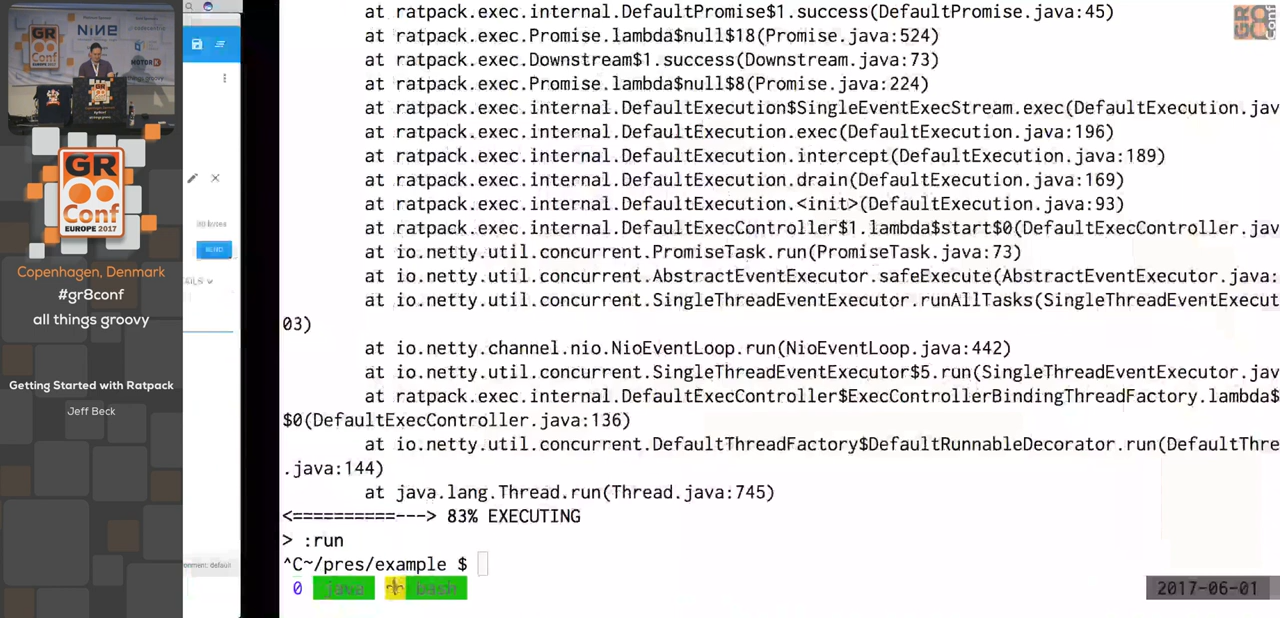 GR
Conf
EUROPE 2017
Copenhagen, Denmark
#gr8conf
all things groovy
Getting Started with Ratpack
Jeff Beck
SEND
at ratpack.exec.internal.DefaultPromise$1.success(DefaultPromise.java:45)
at ratpack.exec.Promise.lambda$null$18(Promise.java:524)
at ratpack.exec.Downstream$1.success(Downstream.java:73)
at ratpack.exec.Promise.lambda$null$8(Promise.java:224)
at ratpack.exec.internal.DefaultExecution$SingleEventExecStream.exec(DefaultExecution.jav
at ratpack.exec.internal.DefaultExecution.exec(DefaultExecution.java:196)
at ratpack.exec.internal.DefaultExecution.intercept(DefaultExecution.java:189)
at ratpack.exec.internal.DefaultExecution.drain(DefaultExecution.java:169)
at ratpack.exec.internal.DefaultExecution.<init>(DefaultExecution.java:93)
at ratpack.exec.internal.DefaultExecController$1.lambda$start$0(DefaultExecController.jav
at io.netty.util.concurrent.PromiseTask.run(PromiseTask.java:73)
at io.netty.util.concurrent.AbstractEventExecutor.safeExecute(AbstractEventExecutor.java:
at io.netty.util.concurrent.SingleThreadEventExecutor.runAllTasks(SingleThreadEventExecut
03)
at io.netty.channel.nio.NioEventLoop.run(NioEventLoop.java:442)
at io.netty.util.concurrent.SingleThreadEventExecutor$5.run(SingleThreadEventExecutor.jav
at ratpack.exec.internal.DefaultExecController$ExecControllerBindingThreadFactory.lambda$
$0(DefaultExecController.java:136)
at io.netty.util.concurrent.DefaultThreadFactory$DefaultRunnableDecorator.run(DefaultThre
.java:144)
at java.lang.Thread.run(Thread.java:745)
<==========---> 83% EXECUTING
> :run
^C~/pres/example $
0 java bash
2017-06-01